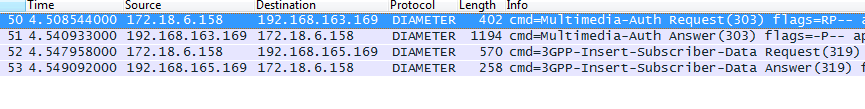 Time Source Destination Protocol Length Info
50 4.508544000 172.18.6.158 192.168.163.169 DIAMETER 402 cmd=Multimedia-Auth Request(303) flags=RP-- a
51 4.540933000 192.168.163.169 172.18.6.158 DIAMETER 1194 cmd=Multimedia-Auth Answer(303) flags=-P-- ap
52 4.547958000 172.18.6.158 192.168.165.169 DIAMETER 570 cmd=3GPP-Insert-Subscriber-Data Request(319)
53 4.549092000 192.168.165.169 172.18.6.158 DIAMETER 258 cmd=3GPP-Insert-Subscriber-Data Answer(319) f